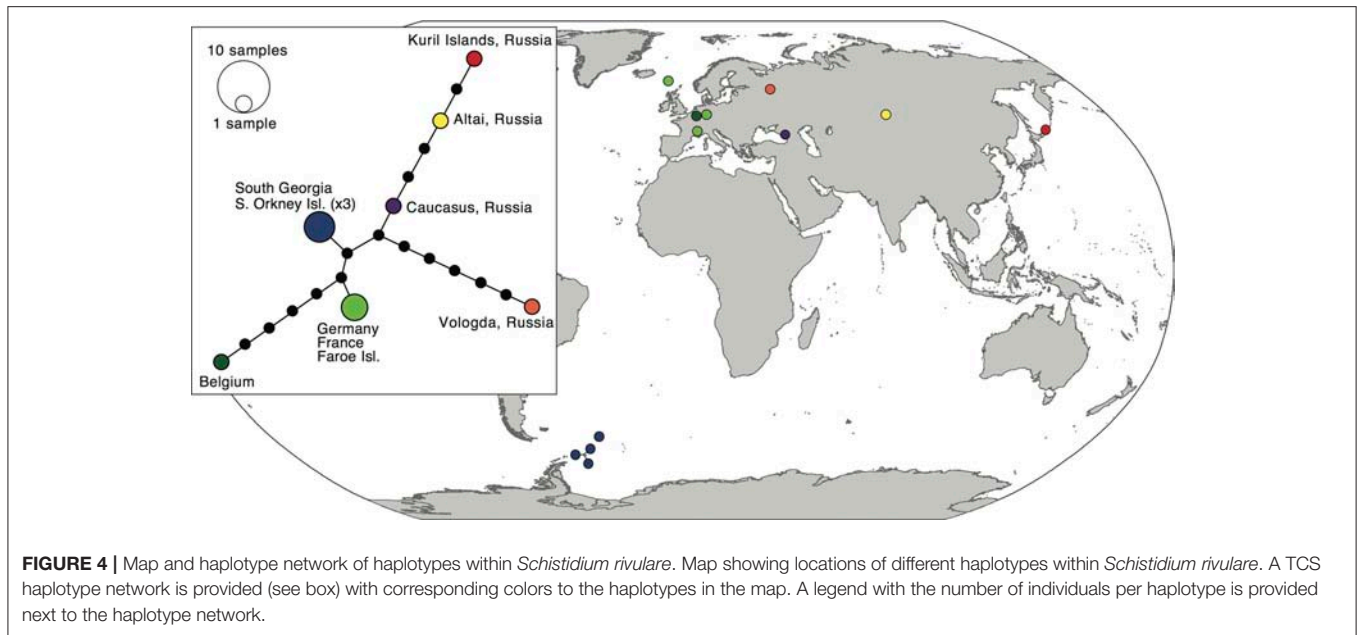 10 samples
1 sample
Kuril Islands, Russia
Altai, Russia
South Georgia
S. Orkney Isl. (x3)
Caucasus, Russia
Germany
France
Faroe Isl.
Vologda, Russia
Belgium
FIGURE 4 | Map and haplotype network of haplotypes within Schistidium rivulare. Map showing locations of different haplotypes within Schistidium rivulare. A TCS
haplotype network is provided (see box) with corresponding colors to the haplotypes in the map. A legend with the number of individuals per haplotype is provided
next to the haplotype network.